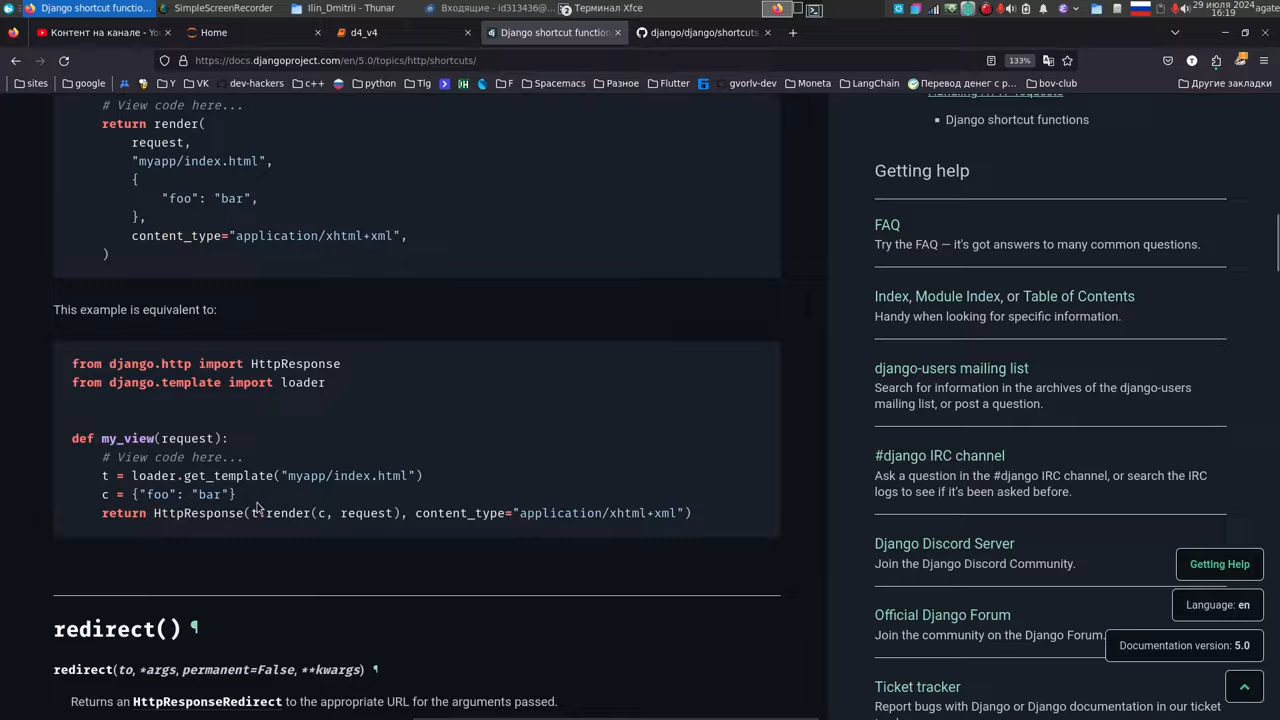 Django shortcut functio...
SimpleScreenRecorder
Ilin_Dmitrii - Thunar
Входящие - id313436@...
2
Терминал Xfce
29 июля 2024
16:19
agate
Контент на канале - Yo
Home
d4_v4
Django shortcut function
django/django/shortcuts
https://docs.djangoproject.com/en/5.0/topics/http/shortcuts/
133%
sites
google
Y
VK
dev-hackers
c++
python
Tlg
F
Spacemacs
Разное
Flutter
gvorlv-dev
Moneta
LangChain
Перевод денег с р...
bov-club
Другие закладки
# View code here...
return render(
request,
"myapp/index.html",
{
"foo": "bar",
},
content_type="application/xhtml+xml",
)
This example is equivalent to:
from django.http import HttpResponse
from django.template import loader
def my_view(request):
# View code here...
t = loader.get_template("myapp/index.html")
c = {"foo": "bar"}
return HttpResponse(t.render(c, request), content_type="application/xhtml+xml")
redirect() ¶
redirect(to, *args, permanent=False, **kwargs) ¶
Returns an HttpResponseRedirect to the appropriate URL for the arguments passed.
Django shortcut functions
Getting help
FAQ
Try the FAQ — it's got answers to many common questions.
Index, Module Index, or Table of Contents
Handy when looking for specific information.
django-users mailing list
Search for information in the archives of the django-users
mailing list, or post a question.
#django IRC channel
Ask a question in the #django IRC channel, or search the IRC
logs to see if it's been asked before.
Django Discord Server
Join the Django Discord Community.
Official Django Forum
Join the community on the Django Forum.
Ticket tracker
Report bugs with Django or Django documentation in our ticket
Getting Help
Language: en
Documentation version: 5.0